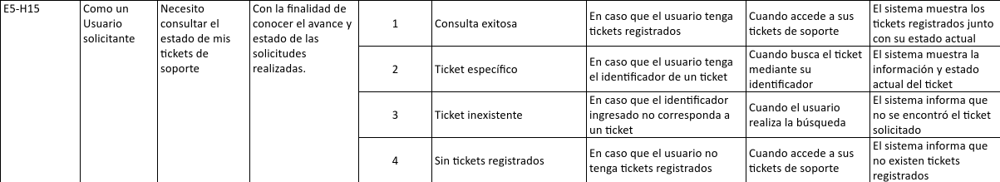 E5-H15
Como un
Usuario
solicitante
Necesito
consultar el
estado de mis
tickets de
soporte
Con la finalidad de
conocer el avance y
estado de las
solicitudes
realizadas.
1
Consulta exitosa
En caso que el usuario tenga
tickets registrados
Cuando accede a sus
tickets de soporte
El sistema muestra los
tickets registrados junto
con su estado actual
2
Ticket específico
En caso que el usuario tenga
el identificador de un ticket
Cuando busca el ticket
mediante su
identificador
El sistema muestra la
información y estado
actual del ticket
3
Ticket inexistente
En caso que el identificador
ingresado no corresponda a
un ticket
Cuando el usuario
realiza la búsqueda
El sistema informa que
no se encontró el ticket
solicitado
4
Sin tickets registrados
En caso que el usuario no
tenga tickets registrados
Cuando accede a sus
tickets de soporte
El sistema informa que
no existen tickets
registrados